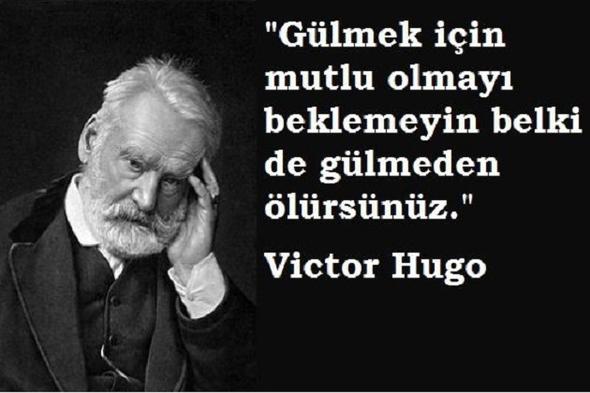 "Gülmek için
mutlu olmayı
beklemeyin belki
de gülmeden
ölürsünüz."
Victor Hugo